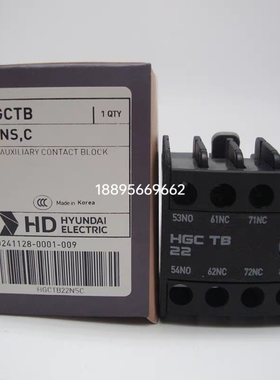 GCTB
1 QTY
NS,C
AUXILIARY CONTACT BLOCK
CCC
Made in Korea
HD HYUNDAI
ELECTRIC
0241128-0001-009
HGCTB22NSC
18895669662
53NO 61NC 71NC
HGC TB
22
54NO 62NC 72NC